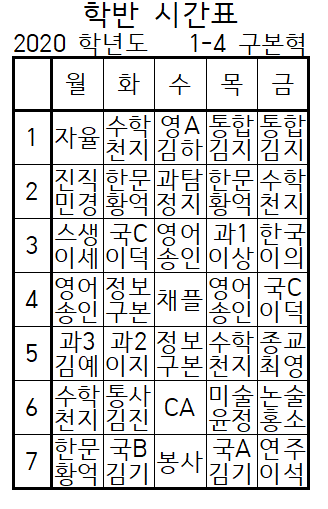 학반 시간표
2020 학년도 1-4 구본혁
월 화 수 목 금
1 자율 수학 영A 통합 통합
천지 김하 김지 김지
2 진직 한문 과탐 한문 수학
민경 황억 정지 황억 천지
3 스생 국C 영어 과1 한국
이세 이덕 송인 이상 이의
4 영어 정보 채플 영어 국C
송인 구본 송인 이덕
5 과3 과2 정보 수학 종교
김예 이지 구본 천지 최영
6 수학 통사 CA 미술 논술
천지 김진 윤정 홍소
7 한문 국B 봉사 국A 연주
황억 김기 김기 이석